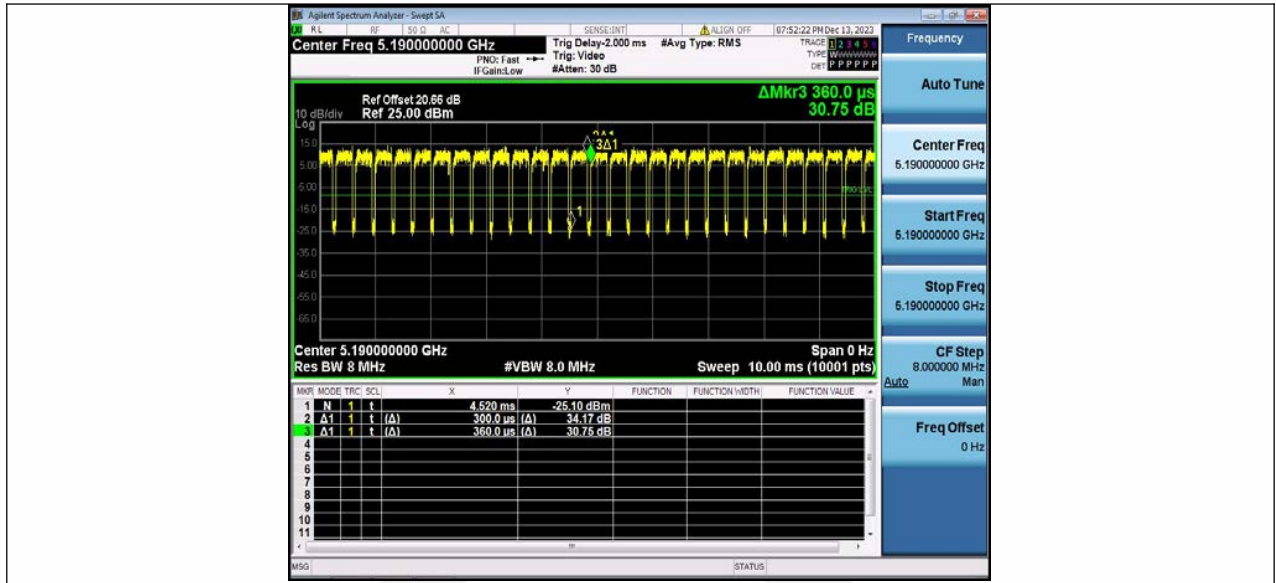 Agilent Spectrum Analyzer - Swept SA
RL RF 50 Ω AC SENSE:INT ALIGN OFF 07:52:22 PM Dec 13, 2023
Center Freq 5.190000000 GHz Trig Delay-2.000 ms #Avg Type: RMS TRACE 1 2 3 4 5 6
PNO: Fast Trig: Video TYPE WWWWWW
IFGain:Low #Atten: 30 dB DET P P P P P P
Ref Offset 20.66 dB ΔMkr3 360.0 µs
10 dB/div Ref 25.00 dBm 30.75 dB
Log
15.0
5.00
-5.00
-15.0
-25.0
-35.0
-45.0
-55.0
-65.0
3Δ1
1
Center 5.190000000 GHz Span 0 Hz
Res BW 8 MHz #VBW 8.0 MHz Sweep 10.00 ms (10001 pts)
MKR MODE TRC SCL X Y FUNCTION FUNCTION WIDTH FUNCTION VALUE
1 N 1 t 4.520 ms -25.10 dBm
2 Δ1 1 t (Δ) 300.0 µs (Δ) 34.17 dB
3 Δ1 1 t (Δ) 360.0 µs (Δ) 30.75 dB
4
5
6
7
8
9
10
11
MSG STATUS
Frequency
Auto Tune
Center Freq
5.190000000 GHz
Start Freq
5.190000000 GHz
Stop Freq
5.190000000 GHz
CF Step
8.000000 MHz
Auto Man
Freq Offset
0 Hz